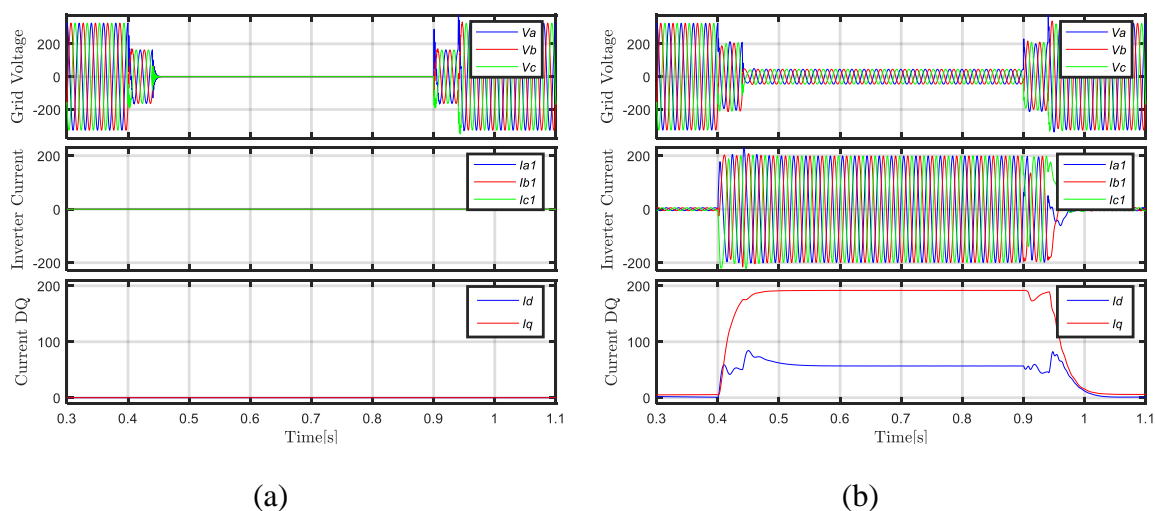 Grid Voltage
200
0
-200
Va
Vb
Vc
Inverter Current
200
0
-200
Ia1
Ib1
Ic1
Current DQ
200
100
0
Id
Iq
0.3 0.4 0.5 0.6 0.7 0.8 0.9 1 1.1
Time[s]
(a)
Grid Voltage
200
0
-200
Va
Vb
Vc
Inverter Current
200
0
-200
Ia1
Ib1
Ic1
Current DQ
200
100
0
Id
Iq
0.3 0.4 0.5 0.6 0.7 0.8 0.9 1 1.1
Time[s]
(b)